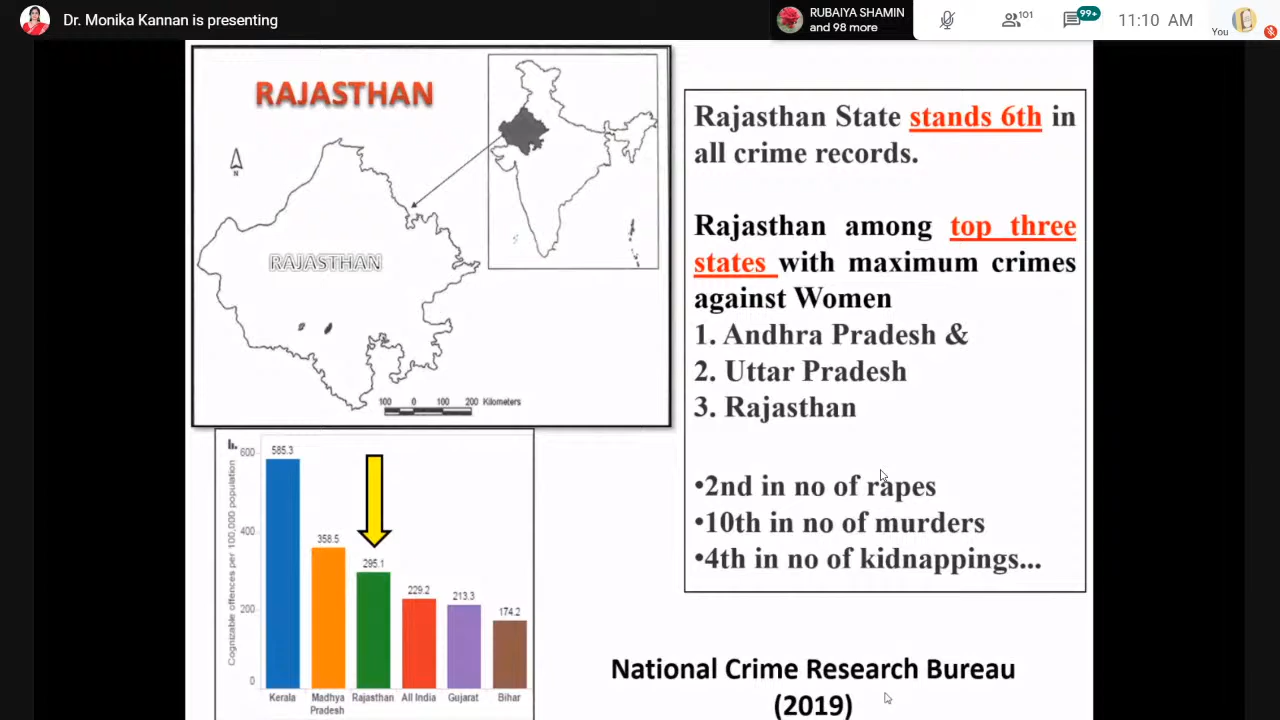 Dr. Monika Kannan is presenting
RUBAIYA SHAMIN
and 98 more
101
99+
11:10 AM
You
RAJASTHAN
N
RAJASTHAN
100 0 100 200 Kilometers
Rajasthan State stands 6th in
all crime records.
Rajasthan among top three
states with maximum crimes
against Women
1. Andhra Pradesh &
2. Uttar Pradesh
3. Rajasthan
•2nd in no of rapes
•10th in no of murders
•4th in no of kidnappings...
Cognizable offences per 100,000 population
600
400
200
0
585.3
358.5
295.1
229.2
213.3
174.2
Kerala
Madhya
Pradesh
Rajasthan
All India
Gujarat
Bihar
National Crime Research Bureau
(2019)